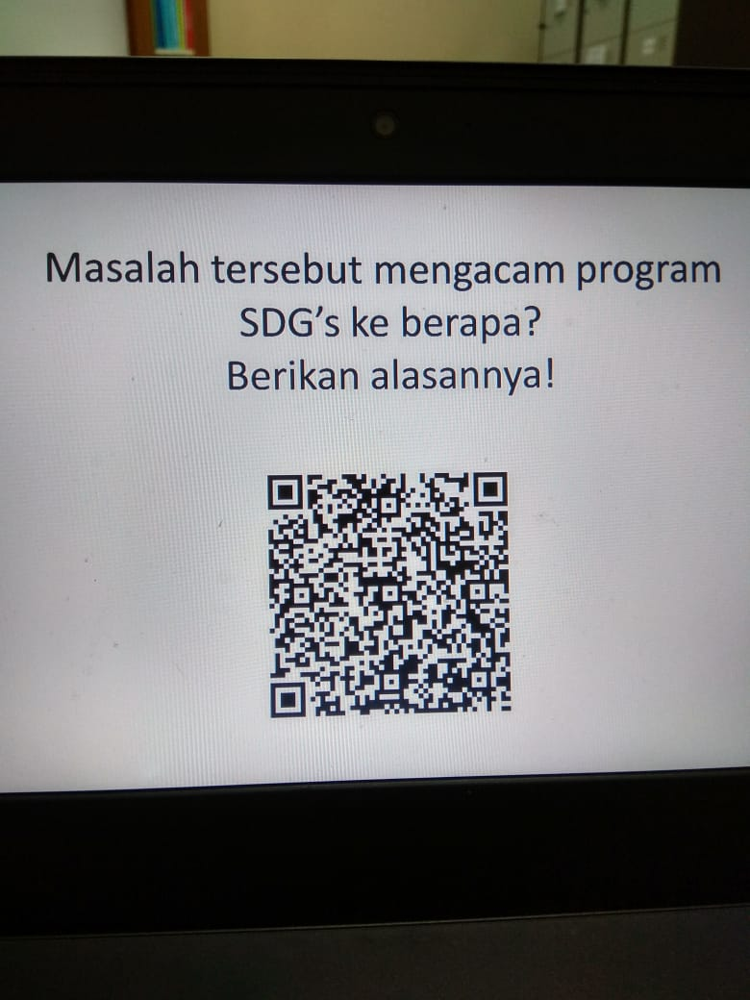 Masalah tersebut mengacam program
SDG’s ke berapa?
Berikan alasannya!